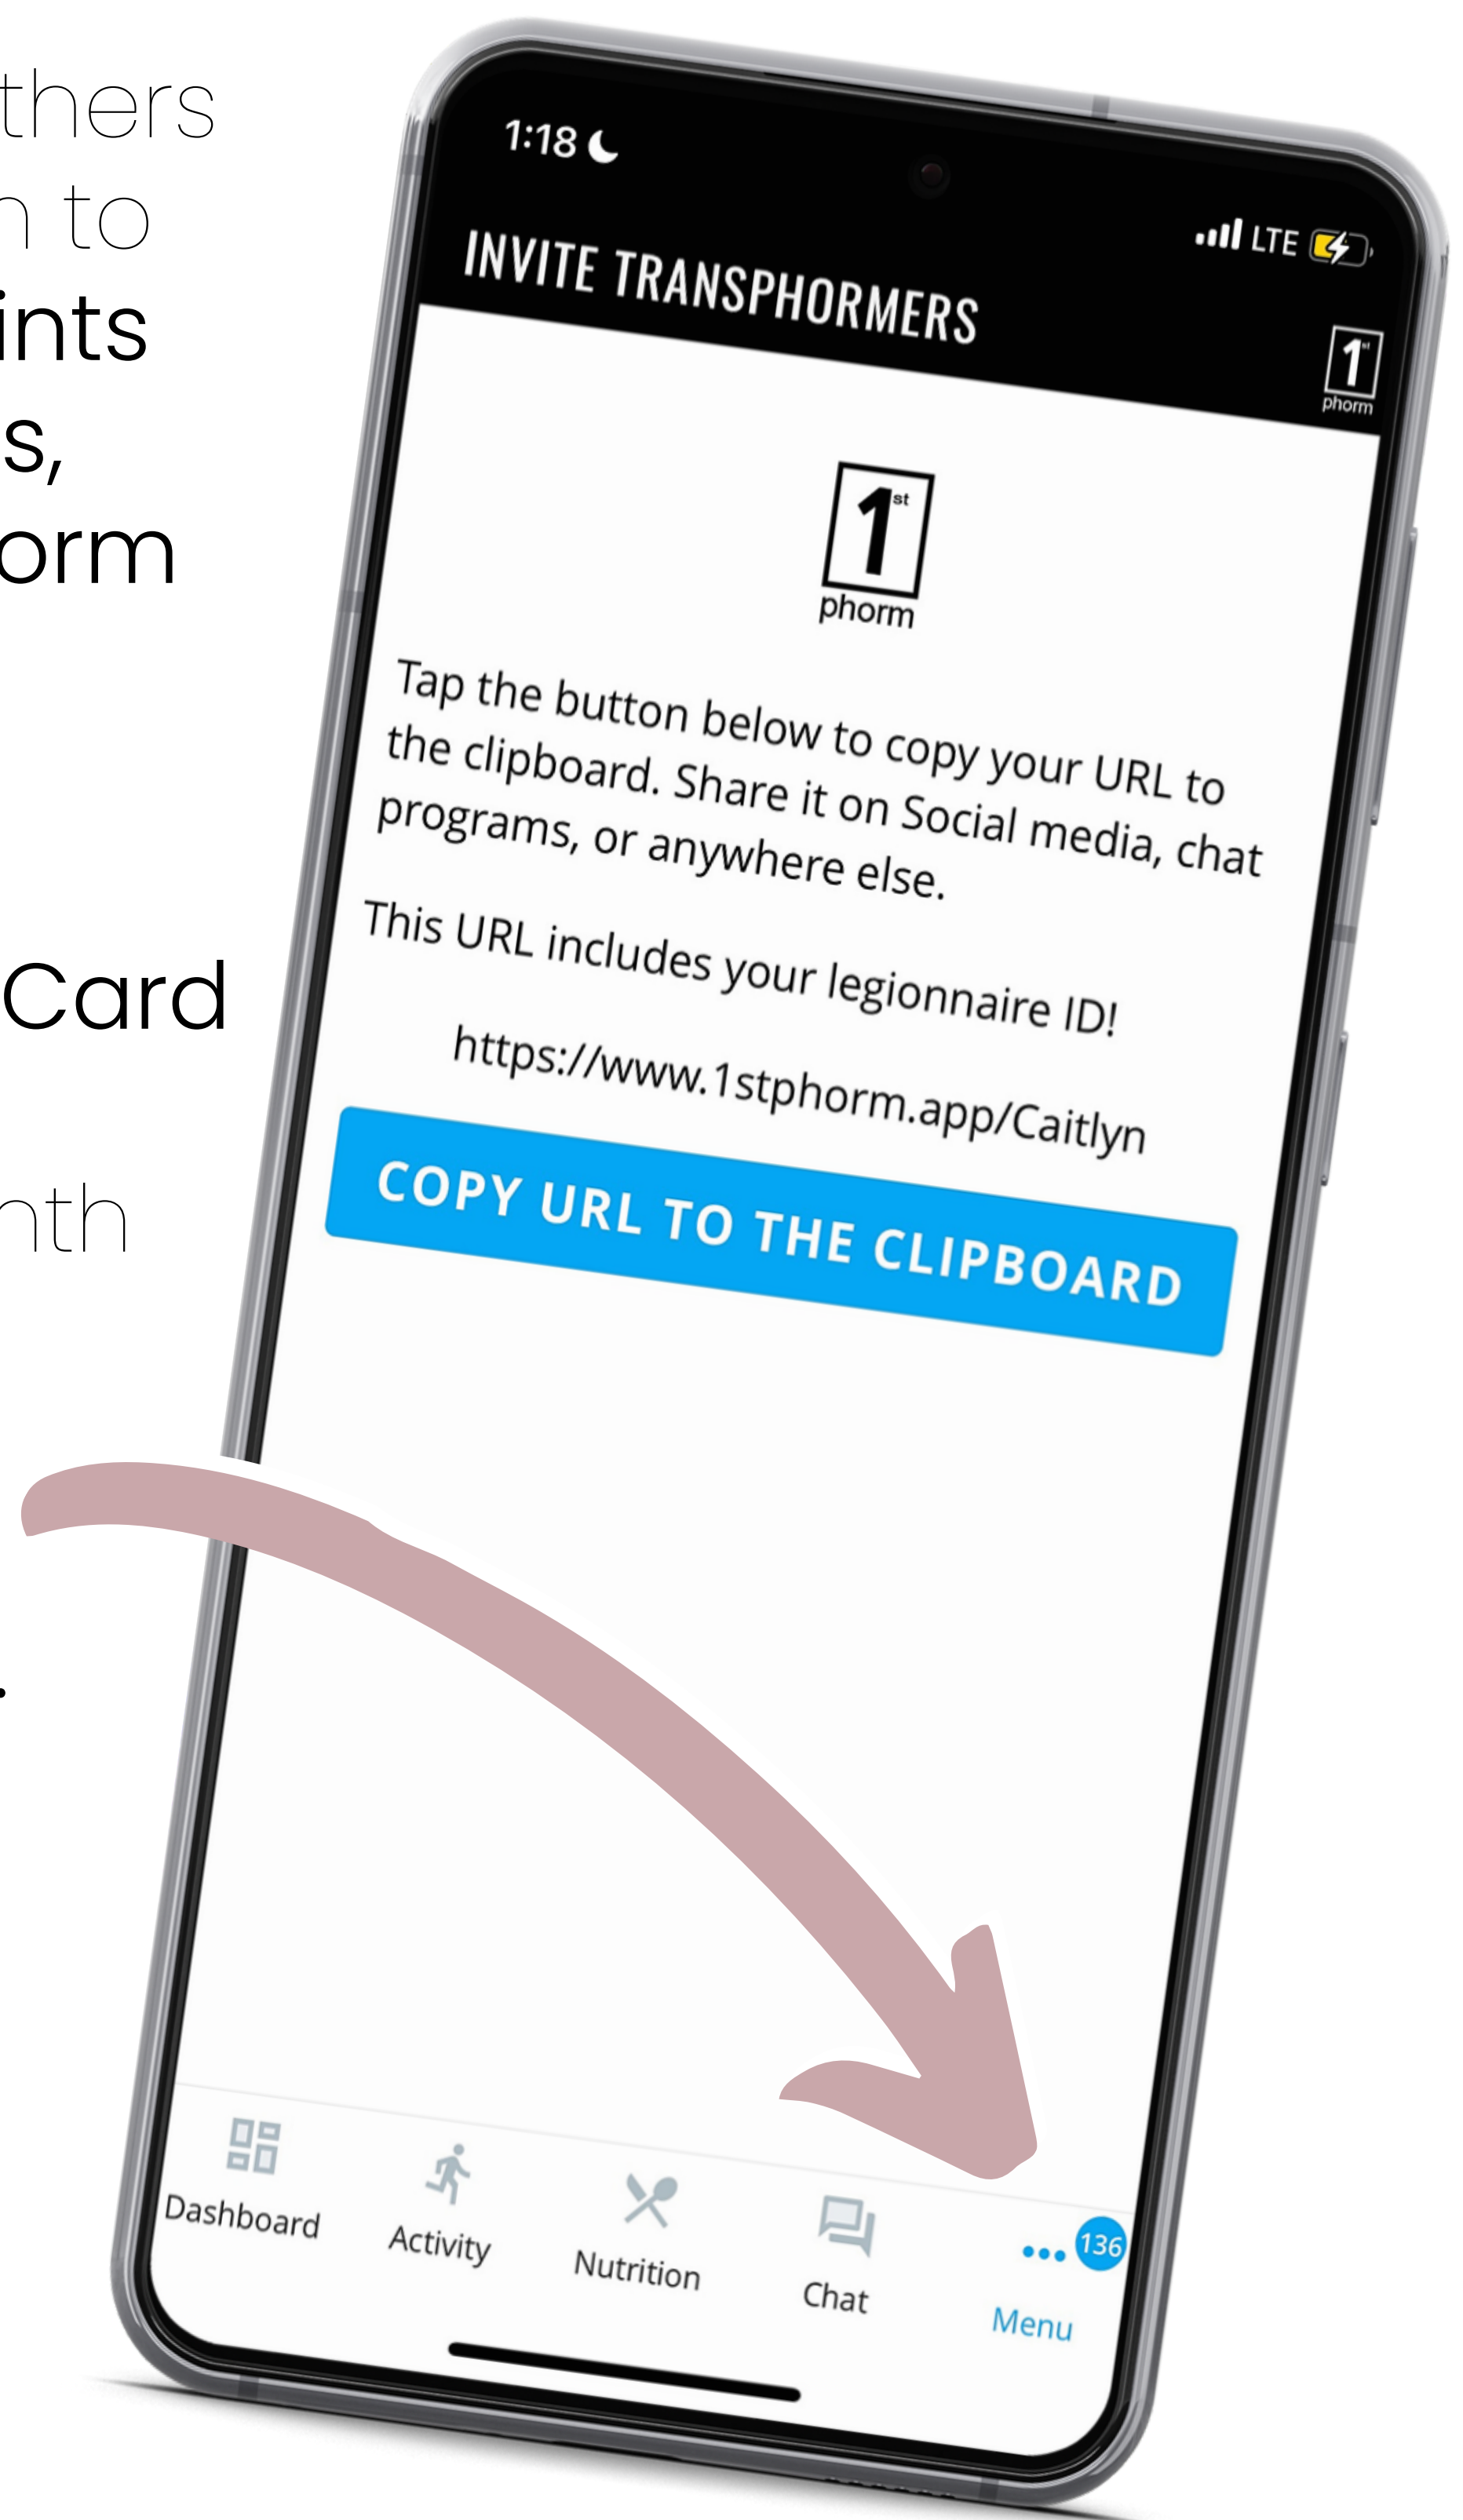 thers
n to
ints
s,
orm
Card
nth
.
1:18
LTE
INVITE TRANSPHORMERS
1st
phorm
1st
phorm
Tap the button below to copy your URL to
the clipboard. Share it on Social media, chat
programs, or anywhere else.
This URL includes your legionnaire ID!
https://www.1stphorm.app/Caitlyn
COPY URL TO THE CLIPBOARD
Dashboard
Activity
Nutrition
Chat
136
Menu